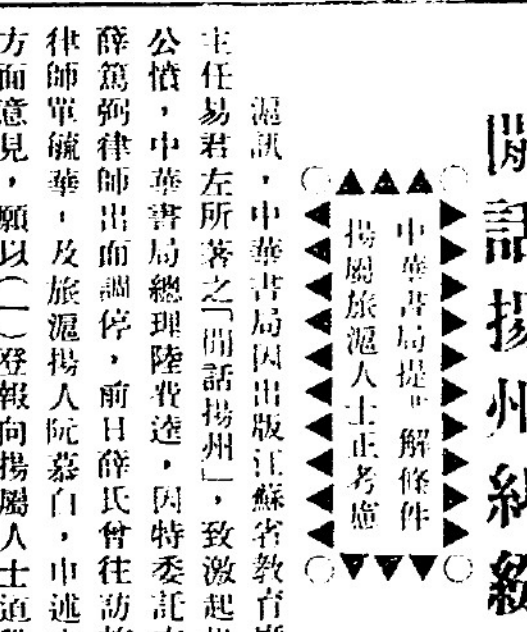 閒話揚州糾紛
中華書局提解條件
揚屬旅滬人士正考慮
滬訊，中華書局因出版江蘇省教育
主任易君左所著之「閒話揚州」，致激起
公憤，中華書局總理陸費逵，因特委託
薛篤弼律師出面調停，前日薛氏曾往訪
律師單毓華，及旅滬揚人阮慕白，申述
方面意見，願以（一）登報向揚屬人士道